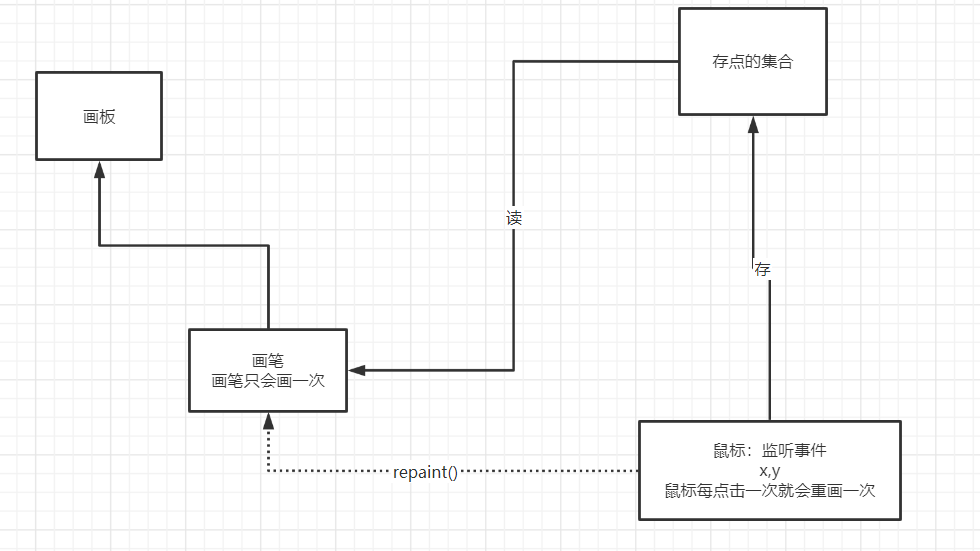 存点的集合
画板
读
存
画笔
画笔只会画一次
鼠标：监听事件
x,y
鼠标每点击一次就会重画一次
repaint()